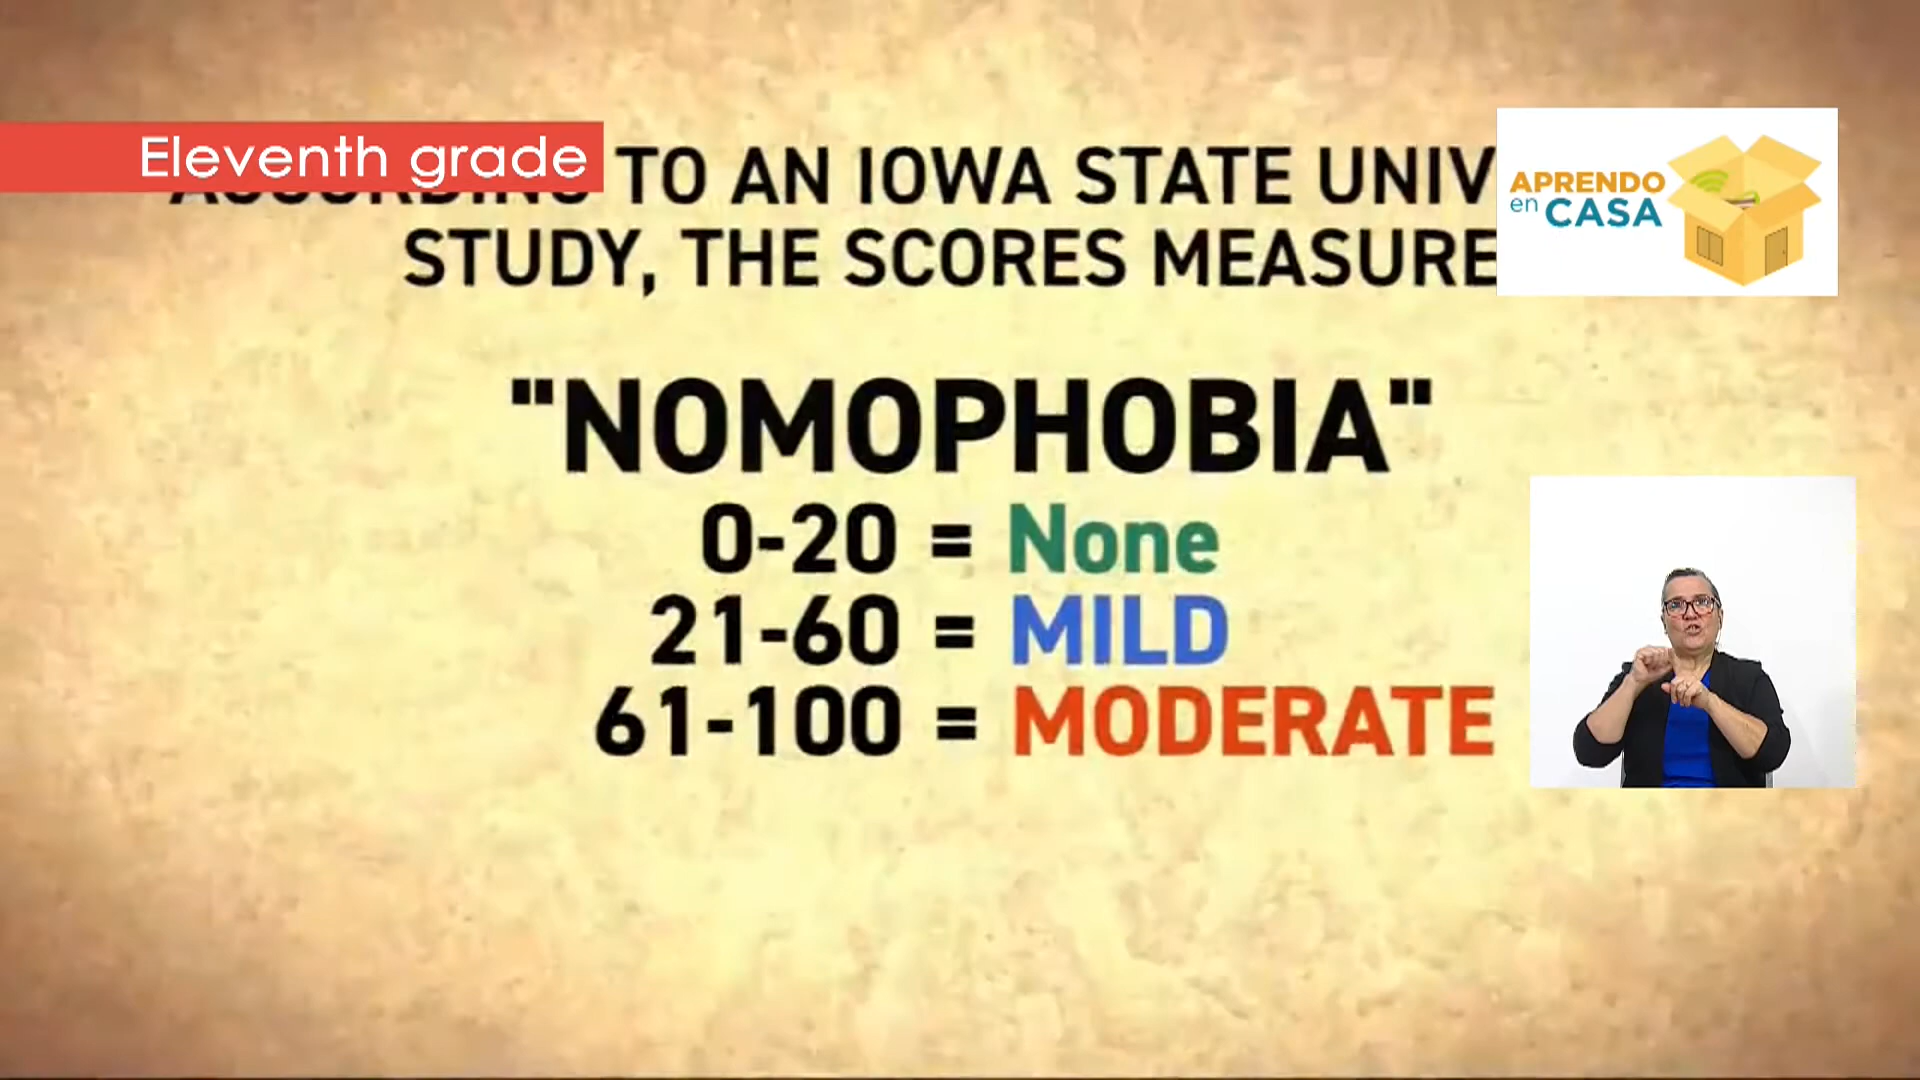 Eleventh grade
TO AN IOWA STATE UNIV
STUDY, THE SCORES MEASURE
APRENDO
en CASA
"NOMOPHOBIA"
0-20 = None
21-60 = MILD
61-100 = MODERATE